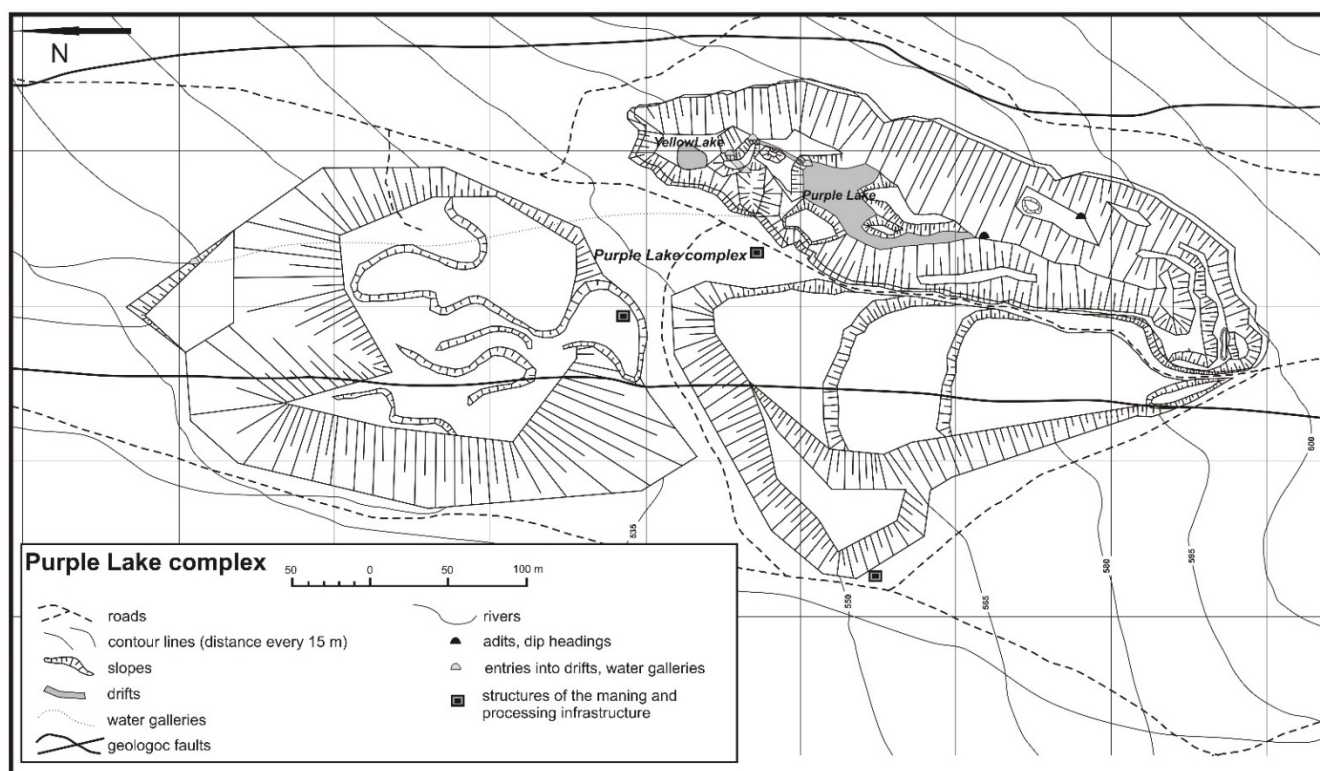 N
YellowLake
Purple Lake
Purple Lake complex
600
535
595
580
550
565
Purple Lake complex
50 0 50 100 m
roads
contour lines (distance every 15 m)
slopes
drifts
water galleries
geologoc faults
rivers
adits, dip headings
entries into drifts, water galleries
structures of the maning and
processing infrastructure